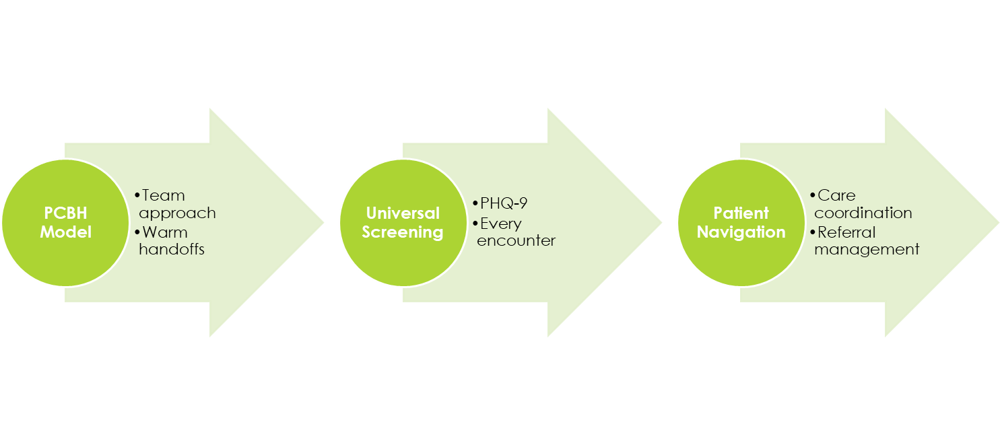 PCBH
Model
•Team
approach
•Warm
handoffs
Universal
Screening
•PHQ-9
•Every
encounter
Patient
Navigation
•Care
coordination
•Referral
management